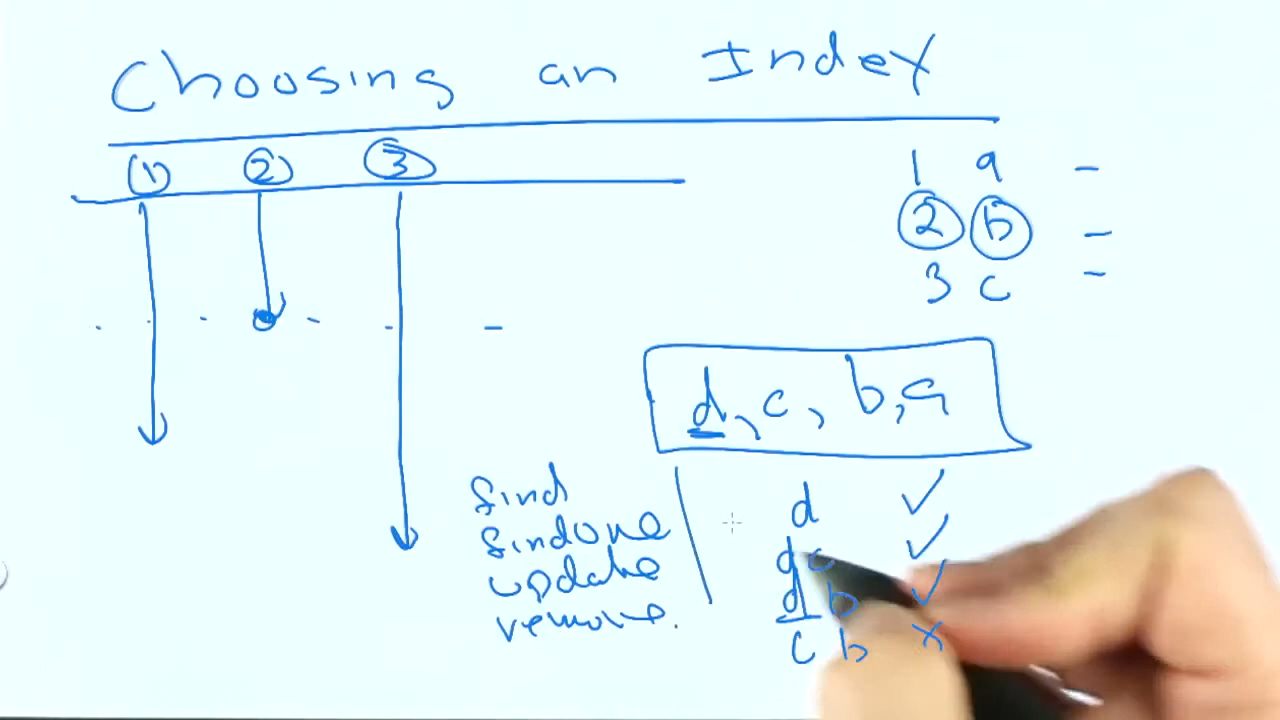 Choosing an Index
1 2 3
1 a -
2 b -
3 c -
d, c, b, a
find
findone
update
remove.
d ✓
d c ✓
d b ✓
c b x